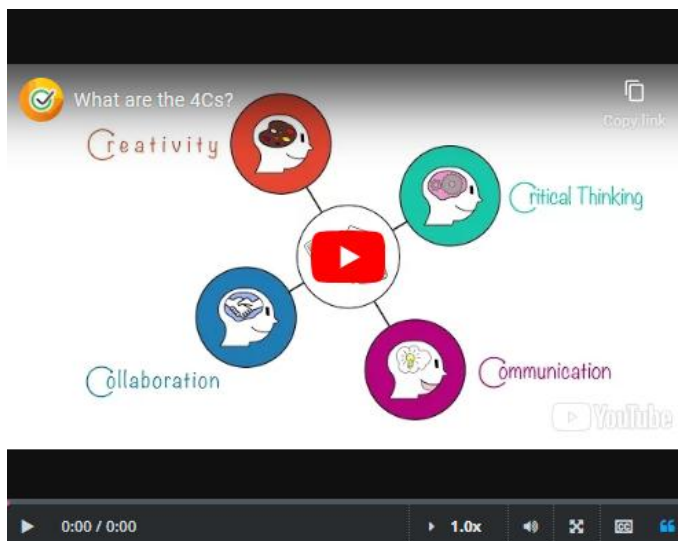 What are the 4Cs?
Copy link
Creativity
Critical Thinking
Collaboration
Communication
YouTube
0:00 / 0:00
1.0x
CC